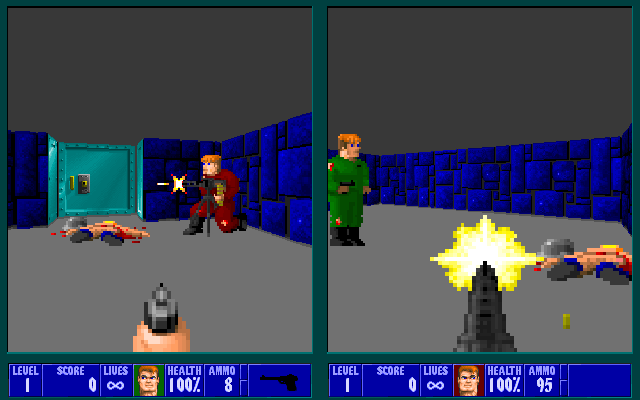 LEVEL SCORE LIVES HEALTH AMMO
1 0 ∞ 100% 8
LEVEL SCORE LIVES HEALTH AMMO
1 0 ∞ 100% 95